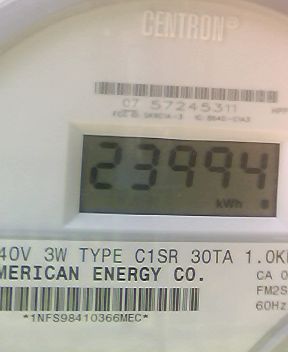 CENTRON®
07 57245311
23994
kWh
40V 3W TYPE C1SR 30TA 1.0K
MERICAN ENERGY CO.
CA 0
FM2S
60Hz
*1NFS98410366MEC*